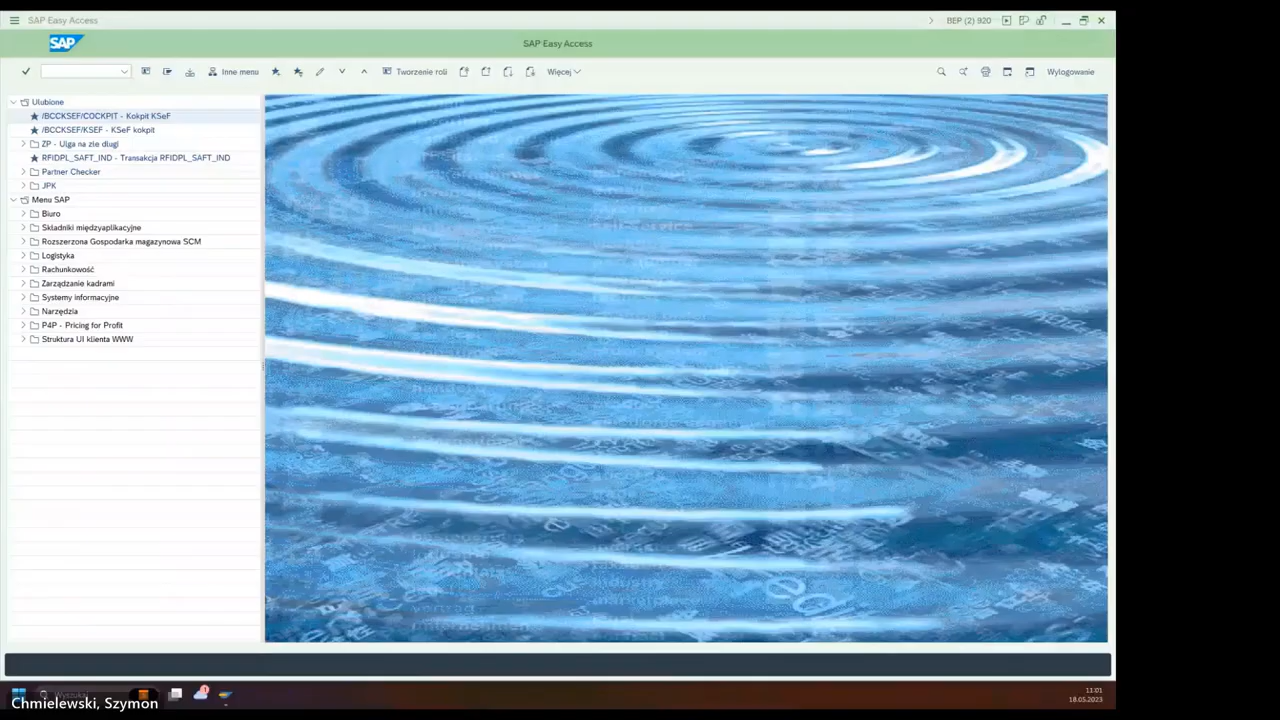 SAP Easy Access
BEP (2) 920
SAP
SAP Easy Access
Inne menu
Tworzenie roli
Więcej
Wylogowanie
Ulubione
/BCCKSEF/COCKPIT - Kokpit KSeF
/BCCKSEF/KSEF - KSeF kokpit
ZP - Ulga na złe długi
RFIDPL_SAFT_IND - Transakcja RFIDPL_SAFT_IND
Partner Checker
JPK
Menu SAP
Biuro
Składniki międzyaplikacyjne
Rozszerzona Gospodarka magazynowa SCM
Logistyka
Rachunkowość
Zarządzanie kadrami
Systemy informacyjne
Narzędzia
P4P - Pricing for Profit
Struktura UI klienta WWW
Wyszukaj
11:01
18.05.2023
Chmielewski, Szymon